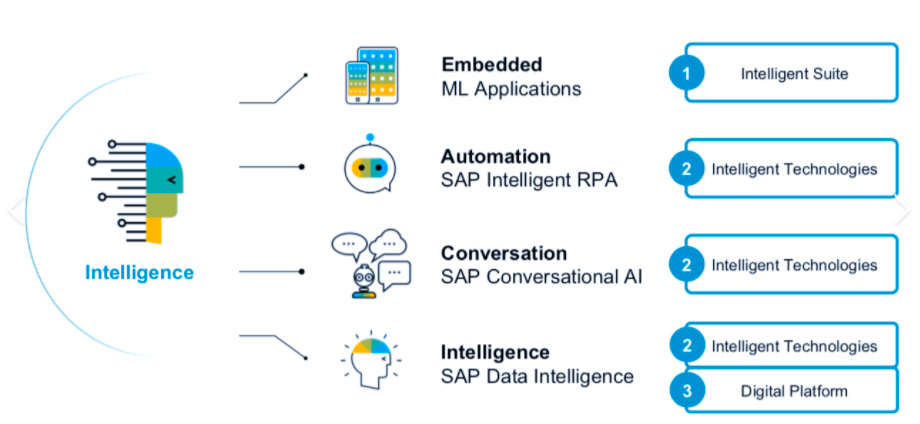 Embedded
ML Applications
1
Intelligent Suite
Automation
SAP Intelligent RPA
2
Intelligent Technologies
Conversation
SAP Conversational AI
2
Intelligent Technologies
Intelligence
Intelligence
SAP Data Intelligence
2
Intelligent Technologies
3
Digital Platform